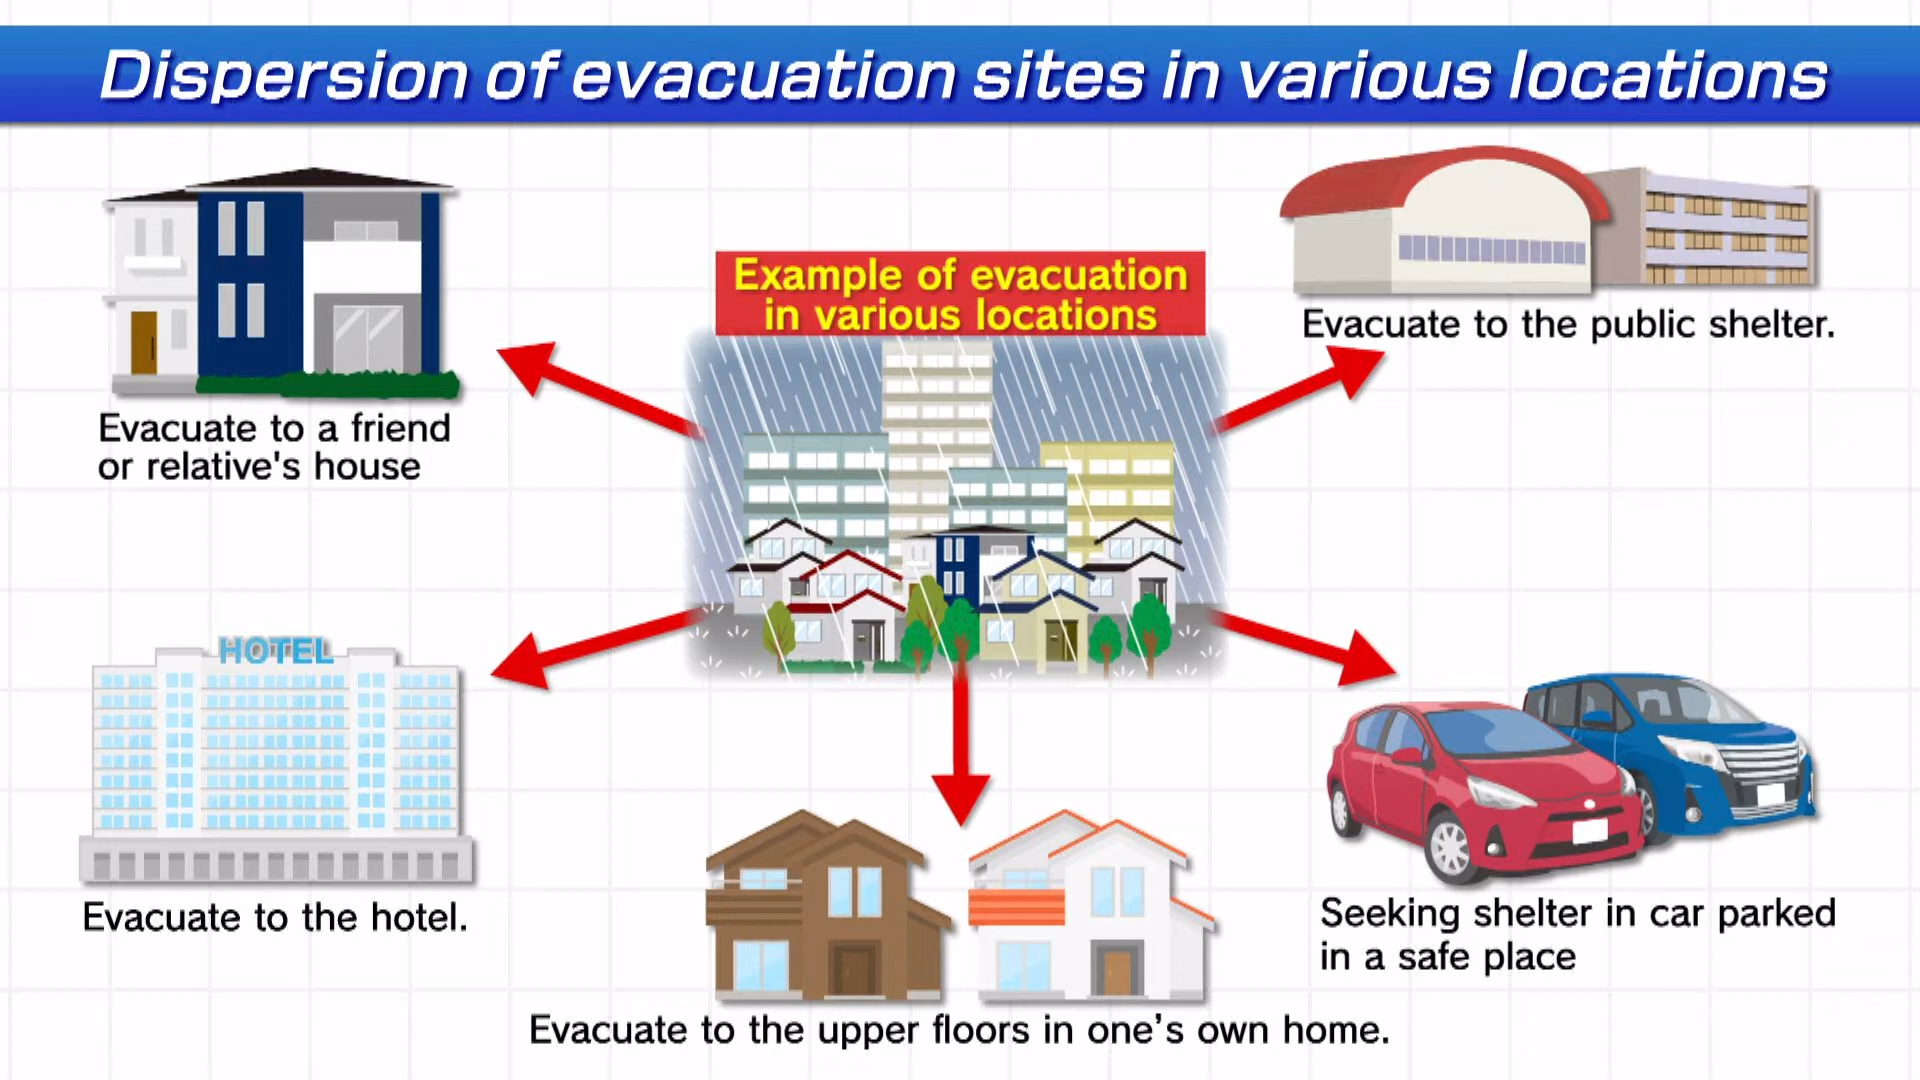 Dispersion of evacuation sites in various locations
Example of evacuation
in various locations
Evacuate to the public shelter.
Evacuate to a friend
or relative's house
HOTEL
Evacuate to the hotel.
Seeking shelter in car parked
in a safe place
Evacuate to the upper floors in one’s own home.